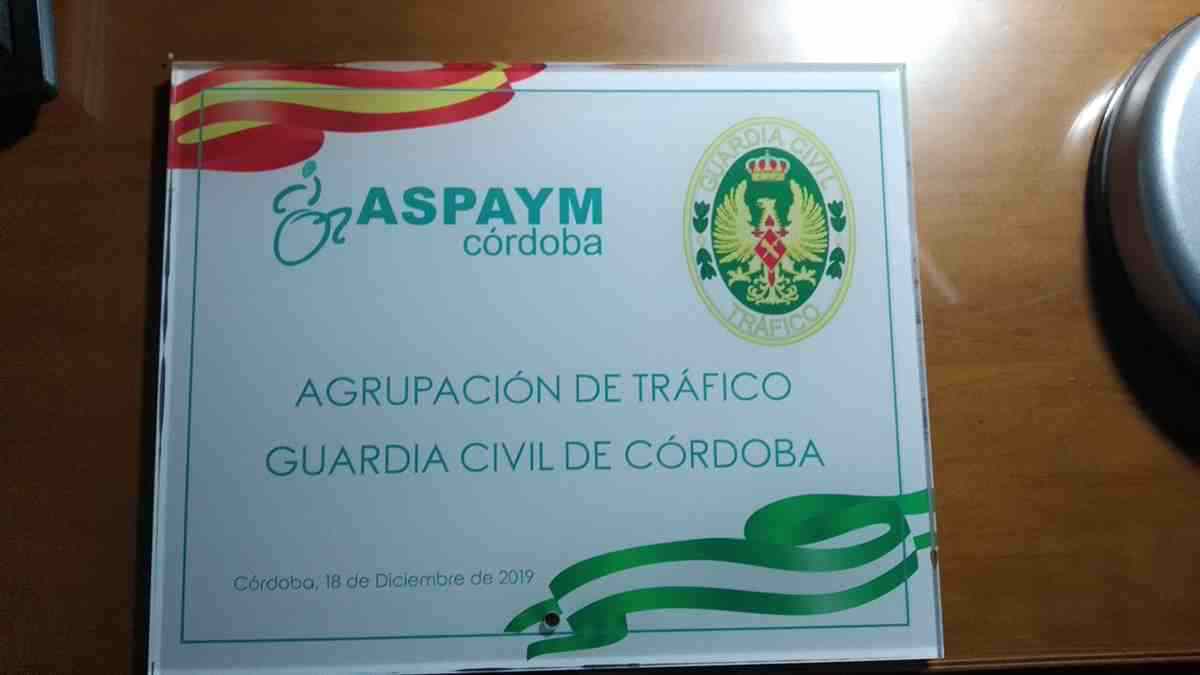 ASPAYM
córdoba
GUARDIA CIVIL
TRÁFICO
AGRUPACIÓN DE TRÁFICO
GUARDIA CIVIL DE CÓRDOBA
Córdoba, 18 de Diciembre de 2019